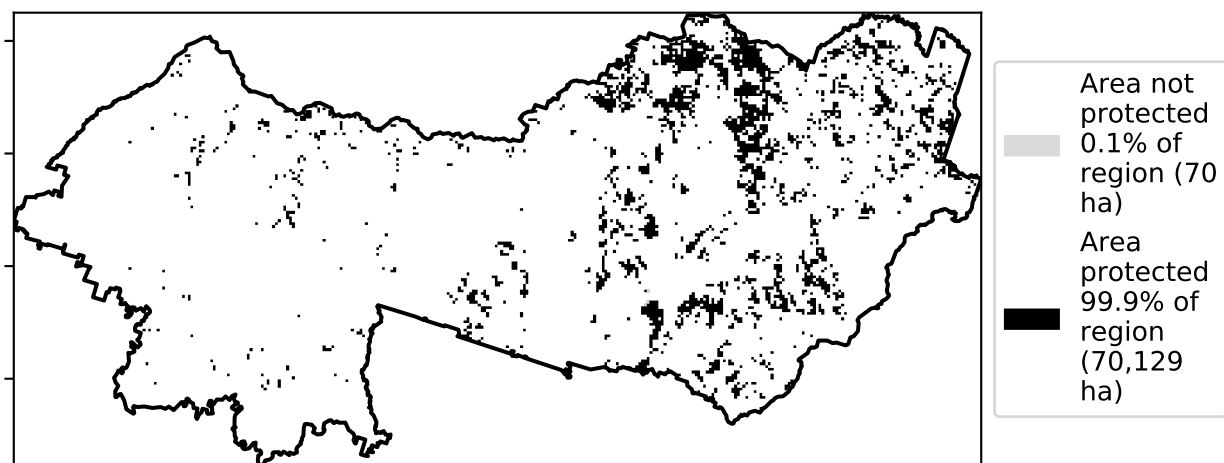 Area not
protected
0.1% of
region (70
ha)
Area
protected
99.9% of
region
(70,129
ha)